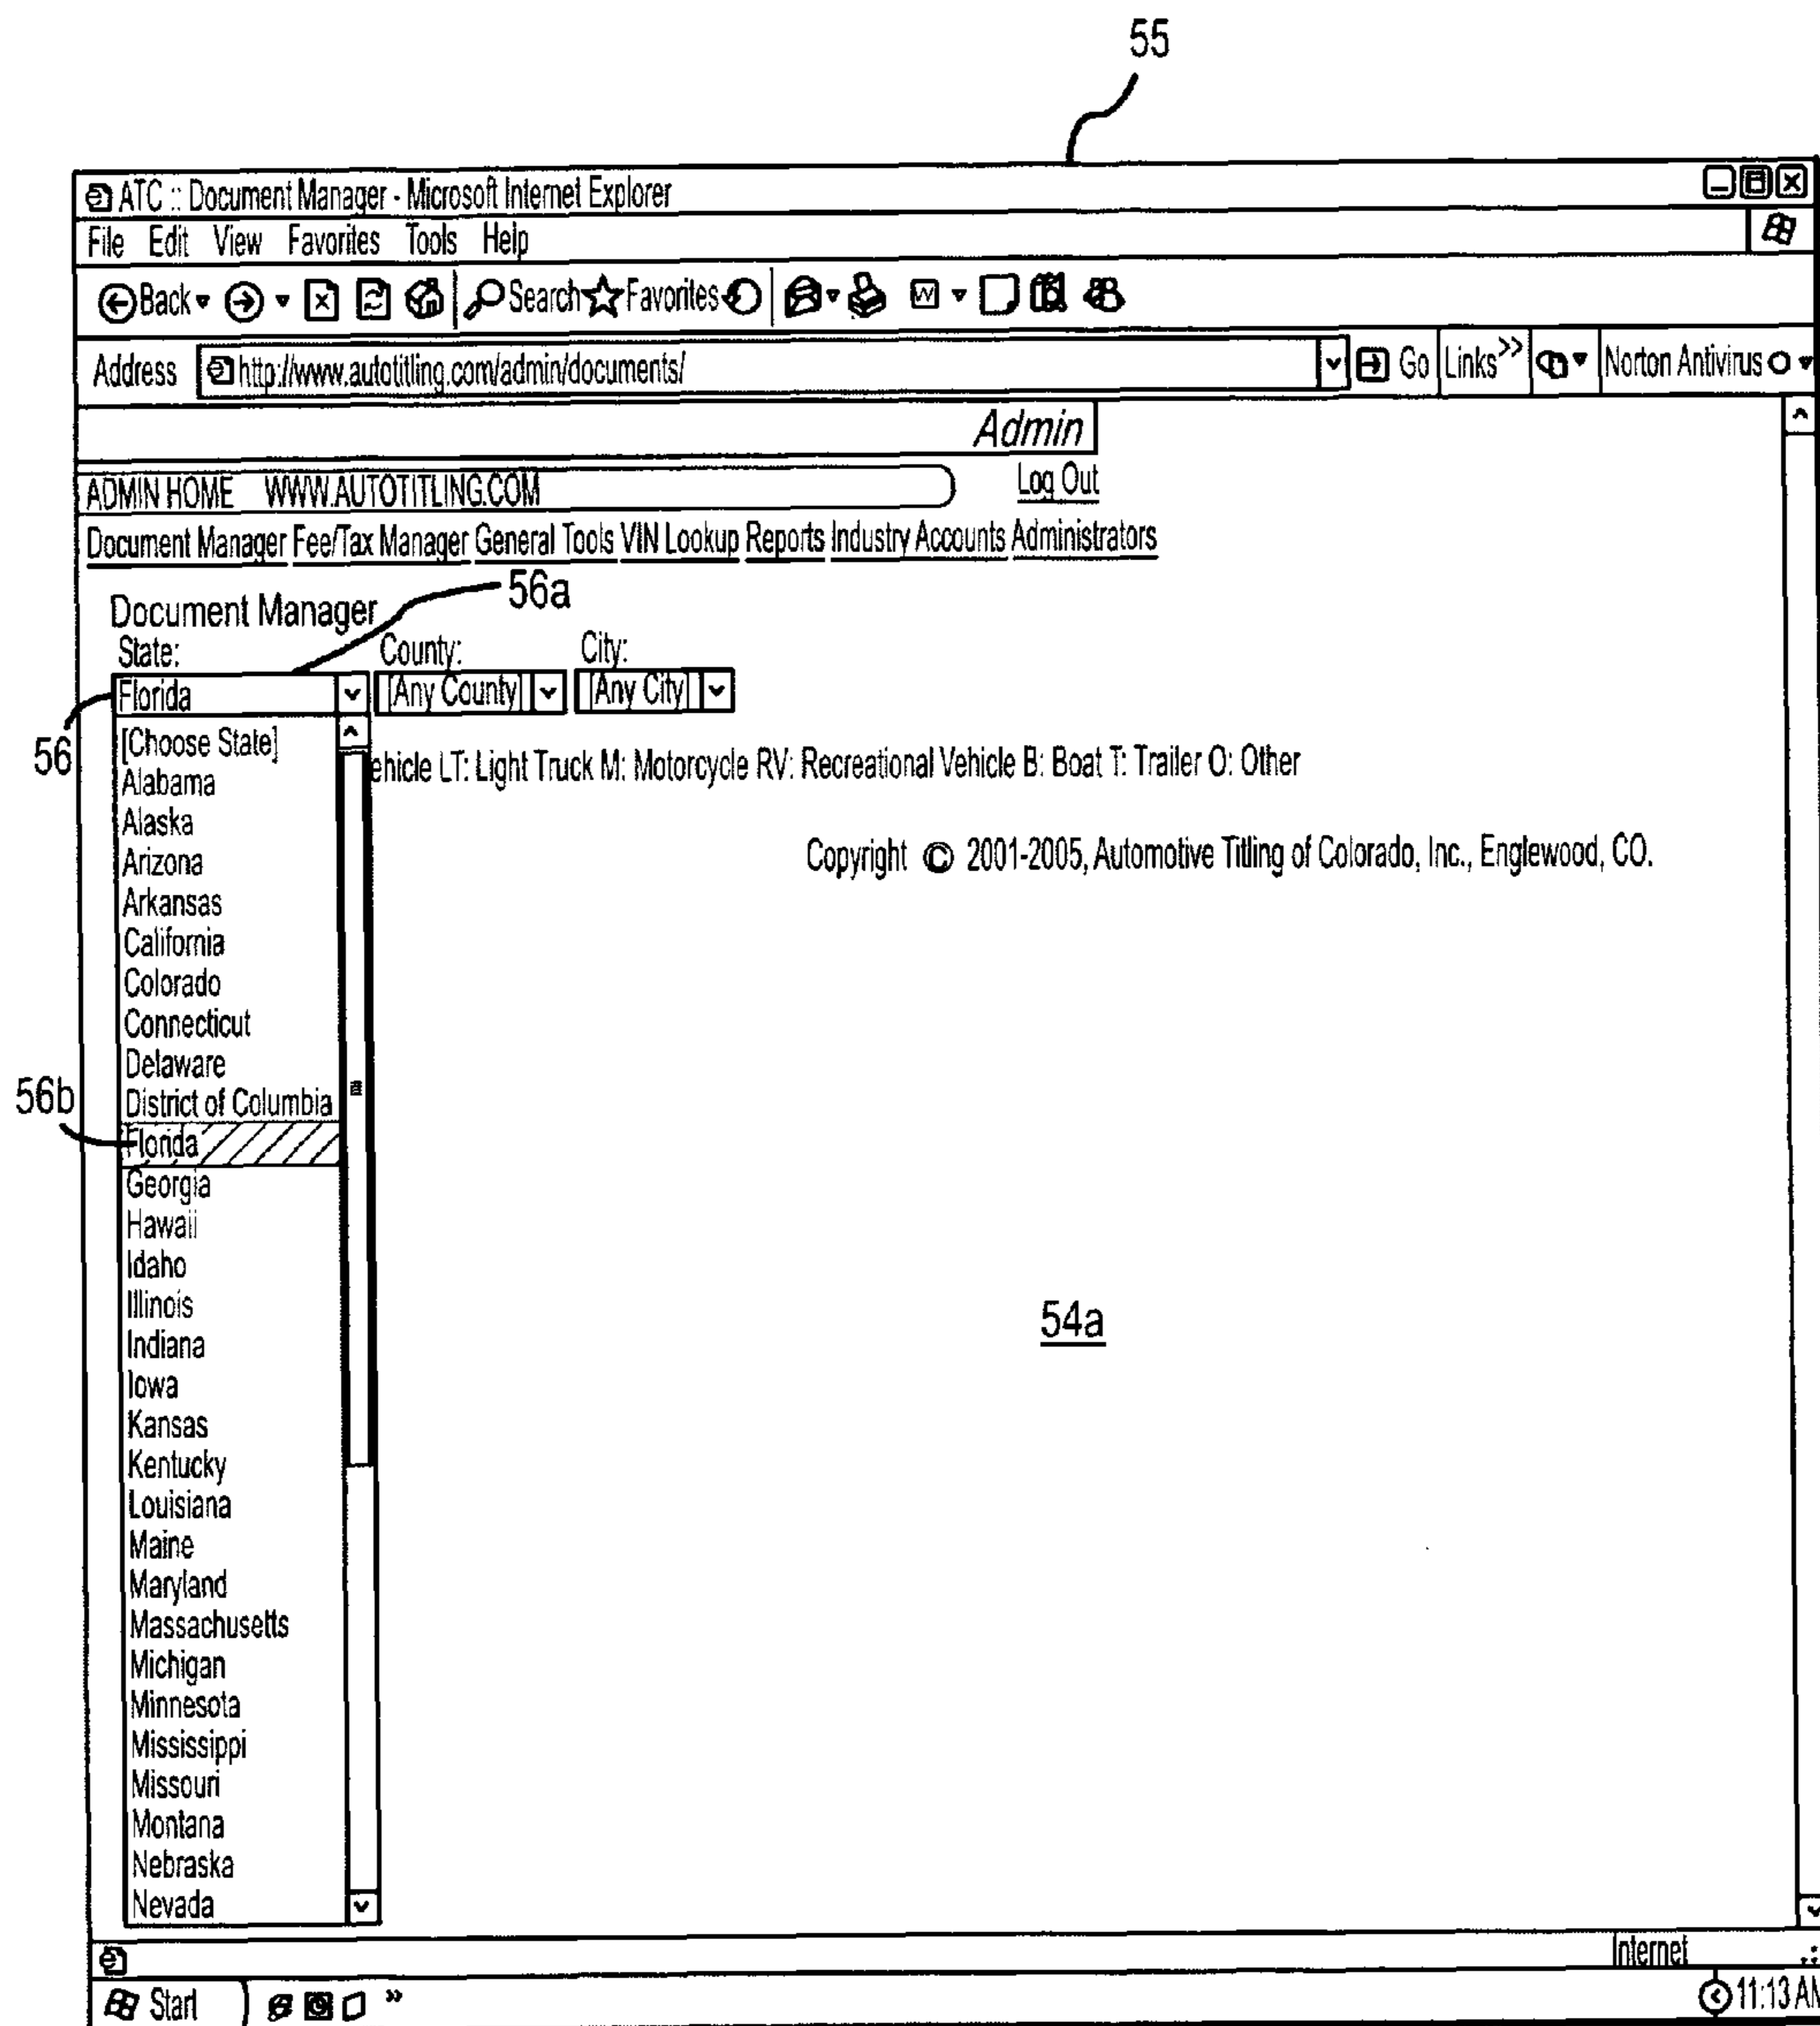 55
ATC :: Document Manager - Microsoft Internet Explorer
File Edit View Favorites Tools Help
Back Search Favorites W
Address http://www.autotitling.com/admin/documents/ Go Links>> Norton Antivirus
Admin
ADMIN HOME WWW.AUTOTITLING.COM Log Out
Document Manager Fee/Tax Manager General Tools VIN Lookup Reports Industry Accounts Administrators
56a
Document Manager
State: County: City:
Florida [Any County] [Any City]
56
[Choose State]
ehicle LT: Light Truck M: Motorcycle RV: Recreational Vehicle B: Boat T: Trailer O: Other
Alabama
Alaska
Arizona
Copyright © 2001-2005, Automotive Titling of Colorado, Inc., Englewood, CO.
Arkansas
California
Colorado
Connecticut
Delaware
56b
District of Columbia
Florida
Georgia
Hawaii
Idaho
Illinois
54a
Indiana
Iowa
Kansas
Kentucky
Louisiana
Maine
Maryland
Massachusetts
Michigan
Minnesota
Mississippi
Missouri
Montana
Nebraska
Nevada
Internet
Start » 11:13 AM